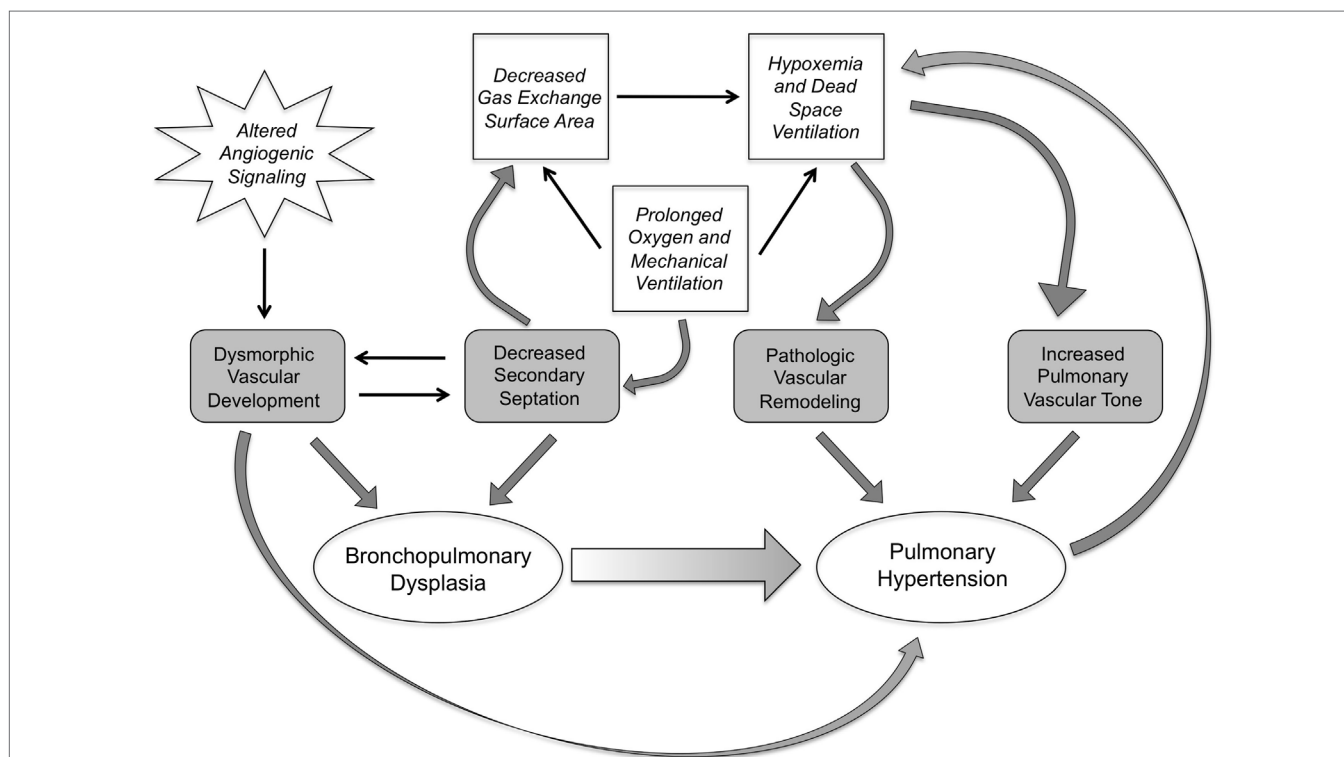 Decreased
Gas Exchange
Surface Area
Hypoxemia
and Dead
Space
Ventilation
Altered
Angiogenic
Signaling
Prolonged
Oxygen and
Mechanical
Ventilation
Dysmorphic
Vascular
Development
Decreased
Secondary
Septation
Pathologic
Vascular
Remodeling
Increased
Pulmonary
Vascular Tone
Bronchopulmonary
Dysplasia
Pulmonary
Hypertension